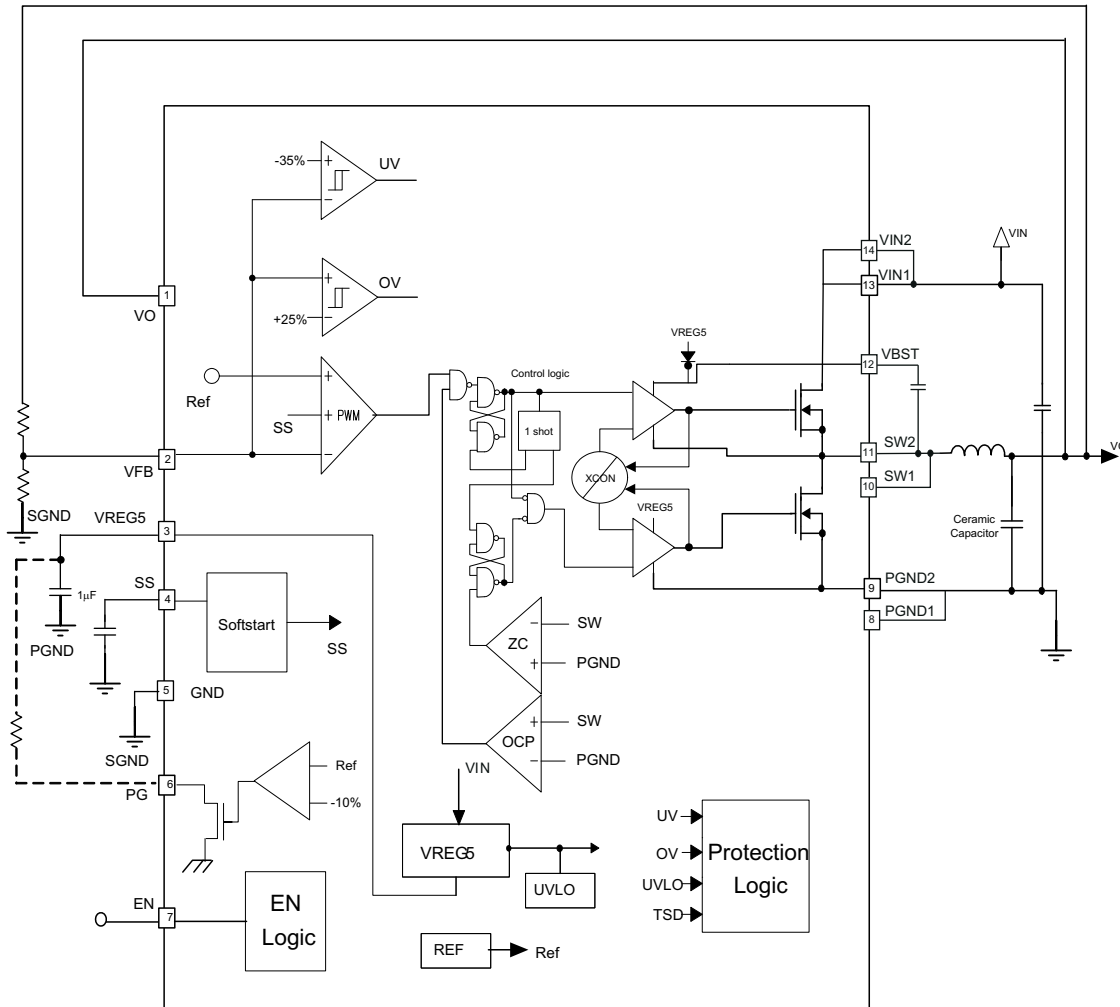 -35%
+
UV
-
+
OV
+25%
-
VIN2
14
VIN
VIN1
13
1
VO
VREG5
VBST
12
Ref
+
SS
+
PWM
-
Control logic
1 shot
2
VFB
SW2
11
XCON
SW1
10
VO
SGND
VREG5
3
VREG5
Ceramic
Capacitor
1µF
SS
4
Softstart
SS
PGND
PGND2
9
PGND1
8
-
SW
ZC
+
PGND
5
GND
SGND
+
SW
OCP
-
PGND
PG
6
Ref
-10%
VIN
VREG5
UVLO
UV
OV
UVLO
TSD
Protection
Logic
EN
7
EN
Logic
REF
Ref